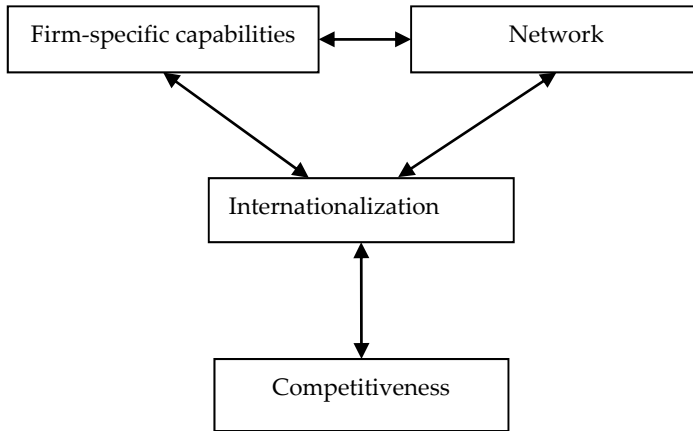 Firm-specific capabilities
Network
Internationalization
Competitiveness